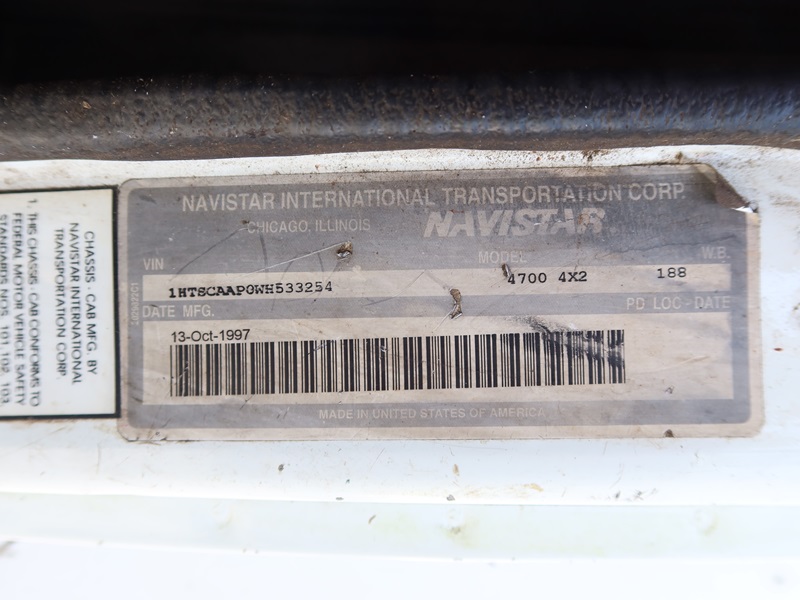 NAVISTAR INTERNATIONAL TRANSPORTATION CORP.
CHICAGO, ILLINOIS NAVISTAR®
VIN MODEL W.B.
1HTSCAAP0WH533254 4700 4X2 188
DATE MFG. PD LOC - DATE
13-Oct-1997
MADE IN UNITED STATES OF AMERICA
CHASSIS - CAB MFG. BY
NAVISTAR INTERNATIONAL
TRANSPORTATION CORP.
1. THIS CHASSIS - CAB CONFORMS TO
FEDERAL MOTOR VEHICLE SAFETY
STANDARDS NOS. 101, 102, 103,